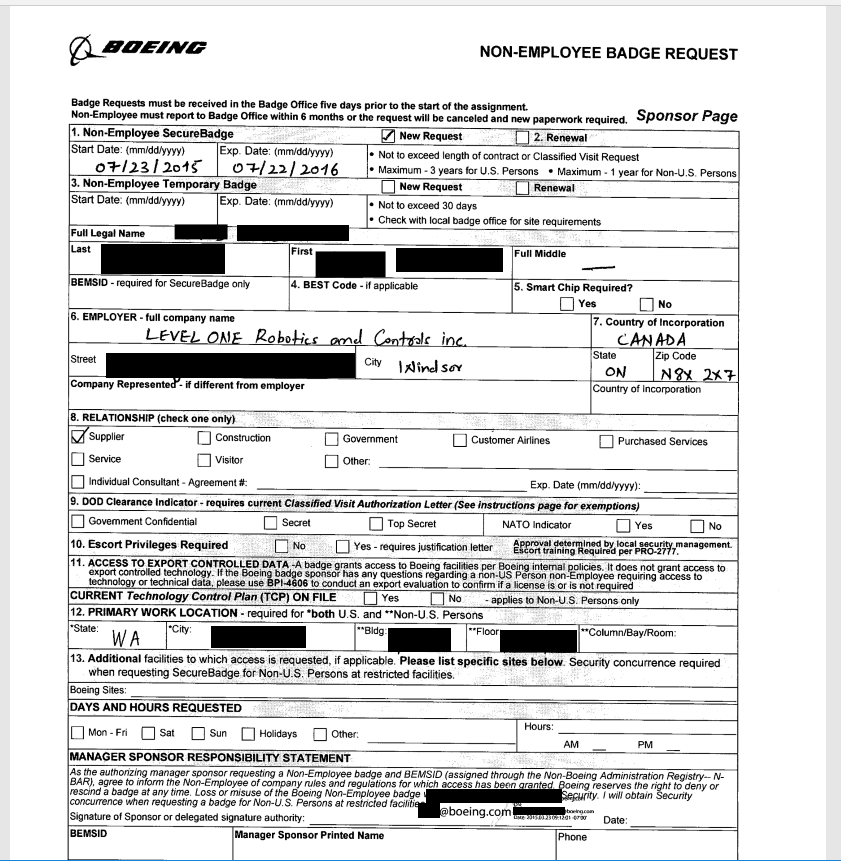 BOEING
NON-EMPLOYEE BADGE REQUEST
Badge Requests must be received in the Badge Office five days prior to the start of the assignment.
Non-Employee must report to Badge Office within 6 months or the request will be canceled and new paperwork required. Sponsor Page
1. Non-Employee SecureBadge New Request 2. Renewal
Start Date: (mm/dd/yyyy) Exp. Date: (mm/dd/yyyy)
07/23/2015 07/22/2016
• Not to exceed length of contract or Classified Visit Request
• Maximum - 3 years for U.S. Persons • Maximum - 1 year for Non-U.S. Persons
3. Non-Employee Temporary Badge New Request Renewal
Start Date: (mm/dd/yyyy) Exp. Date: (mm/dd/yyyy)
• Not to exceed 30 days
• Check with local badge office for site requirements
Full Legal Name
Last First Full Middle
BEMSID - required for SecureBadge only 4. BEST Code - if applicable 5. Smart Chip Required?
Yes No
6. EMPLOYER - full company name 7. Country of Incorporation
LEVEL ONE Robotics and Controls inc. CANADA
Street City Windsor State Zip Code
ON N8X 2X7
Company Represented - if different from employer Country of Incorporation
8. RELATIONSHIP (check one only)
Supplier Construction Government Customer Airlines Purchased Services
Service Visitor Other:
Individual Consultant - Agreement #: Exp. Date (mm/dd/yyyy):
9. DOD Clearance Indicator - requires current Classified Visit Authorization Letter (See instructions page for exemptions)
Government Confidential Secret Top Secret NATO Indicator Yes No
10. Escort Privileges Required No Yes - requires justification letter Approval determined by local security management.
Escort training Required per PRO-2777.
11. ACCESS TO EXPORT CONTROLLED DATA -A badge grants access to Boeing facilities per Boeing internal policies. It does not grant access to
export controlled technology. If the Boeing badge sponsor has any questions regarding a non-US Person non-Employee requiring access to
technology or technical data, please use BPI-4606 to conduct an export evaluation to confirm if a license is or is not required
CURRENT Technology Control Plan (TCP) ON FILE Yes No - applies to Non-U.S. Persons only
12. PRIMARY WORK LOCATION - required for *both U.S. and **Non-U.S. Persons
*State: WA *City: **Bldg: **Floor **Column/Bay/Room:
13. Additional facilities to which access is requested, if applicable. Please list specific sites below. Security concurrence required
when requesting SecureBadge for Non-U.S. Persons at restricted facilities.
Boeing Sites:
DAYS AND HOURS REQUESTED
Mon - Fri Sat Sun Holidays Other: Hours:
AM PM
MANAGER SPONSOR RESPONSIBILITY STATEMENT
As the authorizing manager sponsor requesting a Non-Employee badge and BEMSID (assigned through the Non-Boeing Administration Registry-- N-
BAR), agree to inform the Non-Employee of company rules and regulations for which access has been granted. Boeing reserves the right to deny or
rescind a badge at any time. Loss or misuse of the Boeing Non-Employee badge Security. I will obtain Security
concurrence when requesting a badge for Non-U.S. Persons at restricted
Signature of Sponsor or delegated signature authority: @boeing.com Date:
BEMSID Manager Sponsor Printed Name Phone